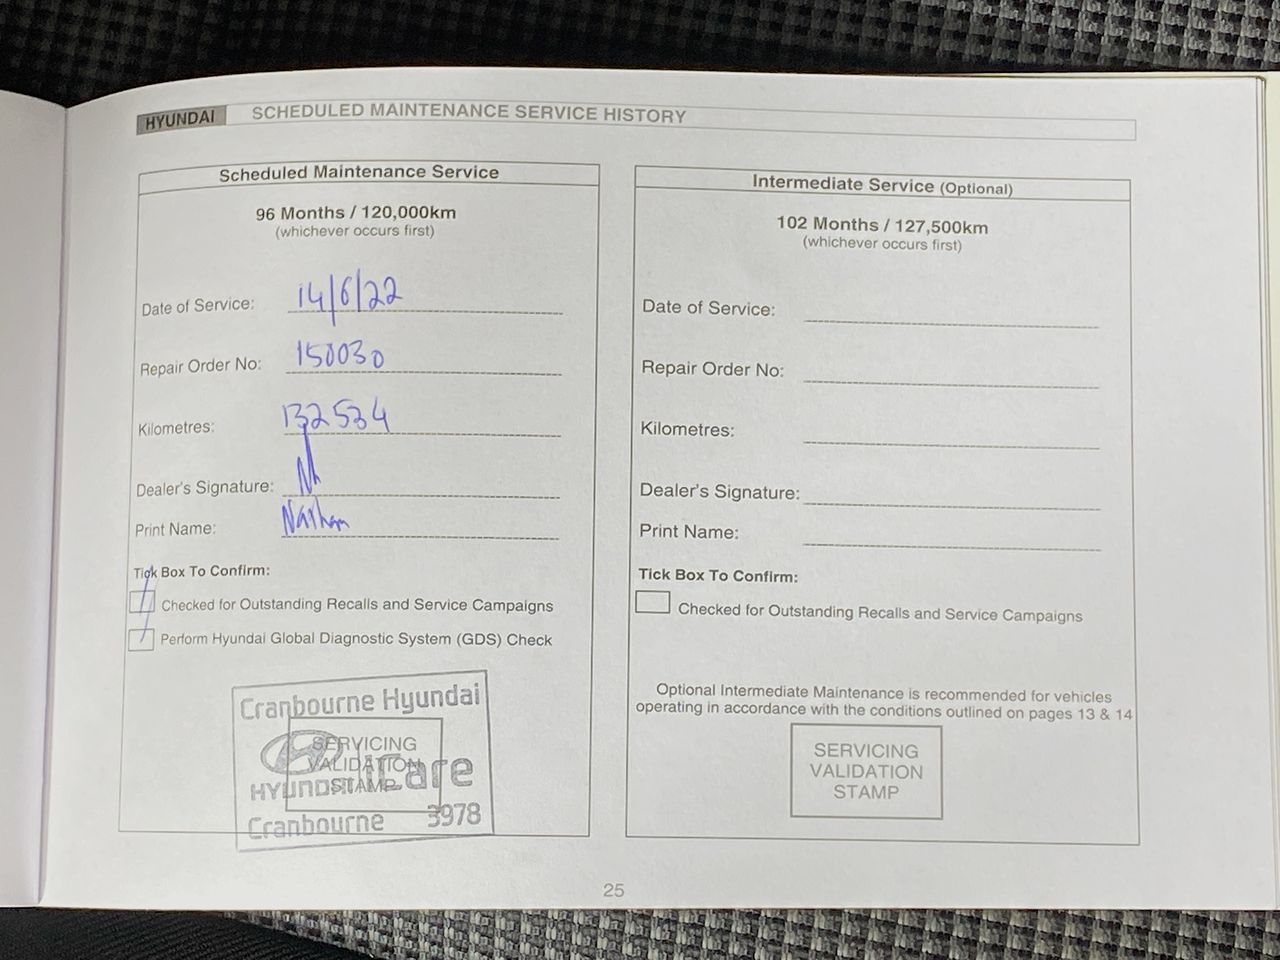 HYUNDAI SCHEDULED MAINTENANCE SERVICE HISTORY
Scheduled Maintenance Service
96 Months / 120,000km
(whichever occurs first)
Date of Service: 14/6/22
Repair Order No: 150030
Kilometres: 132534
Dealer's Signature:
Print Name: Nathan
Tick Box To Confirm:
Checked for Outstanding Recalls and Service Campaigns
Perform Hyundai Global Diagnostic System (GDS) Check
Cranbourne Hyundai
SERVICING
VALIDATION
STAMP
HYUNDAI iCare
Cranbourne 3978
Intermediate Service (Optional)
102 Months / 127,500km
(whichever occurs first)
Date of Service:
Repair Order No:
Kilometres:
Dealer's Signature:
Print Name:
Tick Box To Confirm:
Checked for Outstanding Recalls and Service Campaigns
Optional Intermediate Maintenance is recommended for vehicles
operating in accordance with the conditions outlined on pages 13 & 14
SERVICING
VALIDATION
STAMP
25